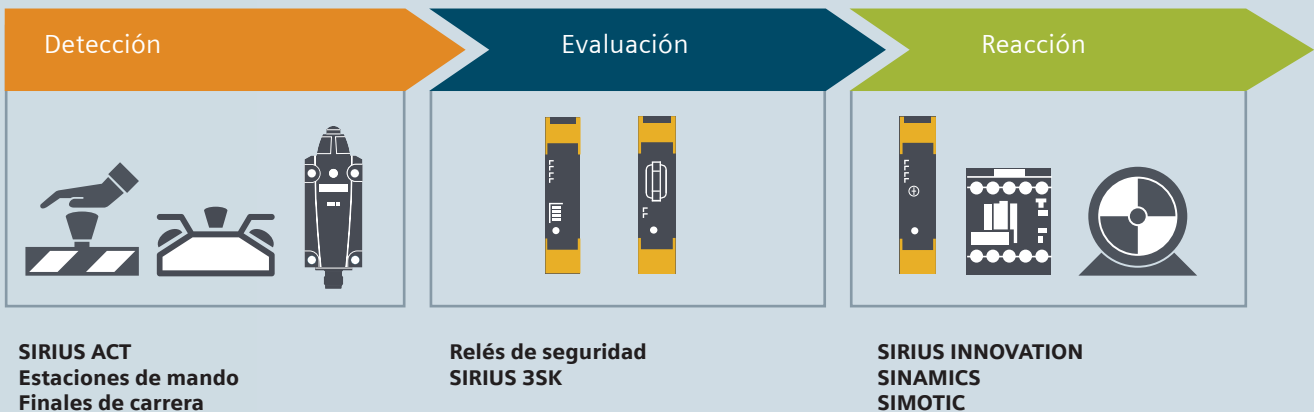 Detección
Evaluación
Reacción
SIRIUS ACT
Estaciones de mando
Finales de carrera
Relés de seguridad
SIRIUS 3SK
SIRIUS INNOVATION
SINAMICS
SIMOTIC